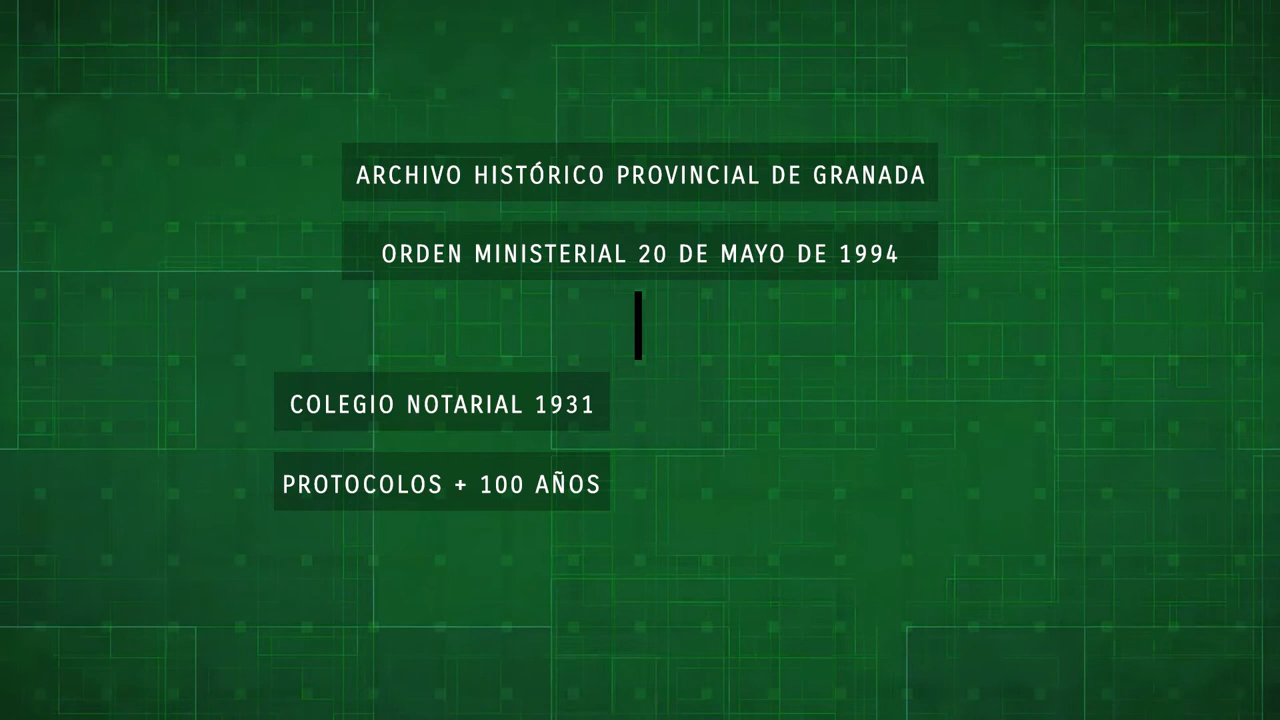 ARCHIVO HISTÓRICO PROVINCIAL DE GRANADA
ORDEN MINISTERIAL 20 DE MAYO DE 1994
COLEGIO NOTARIAL 1931
PROTOCOLOS + 100 AÑOS